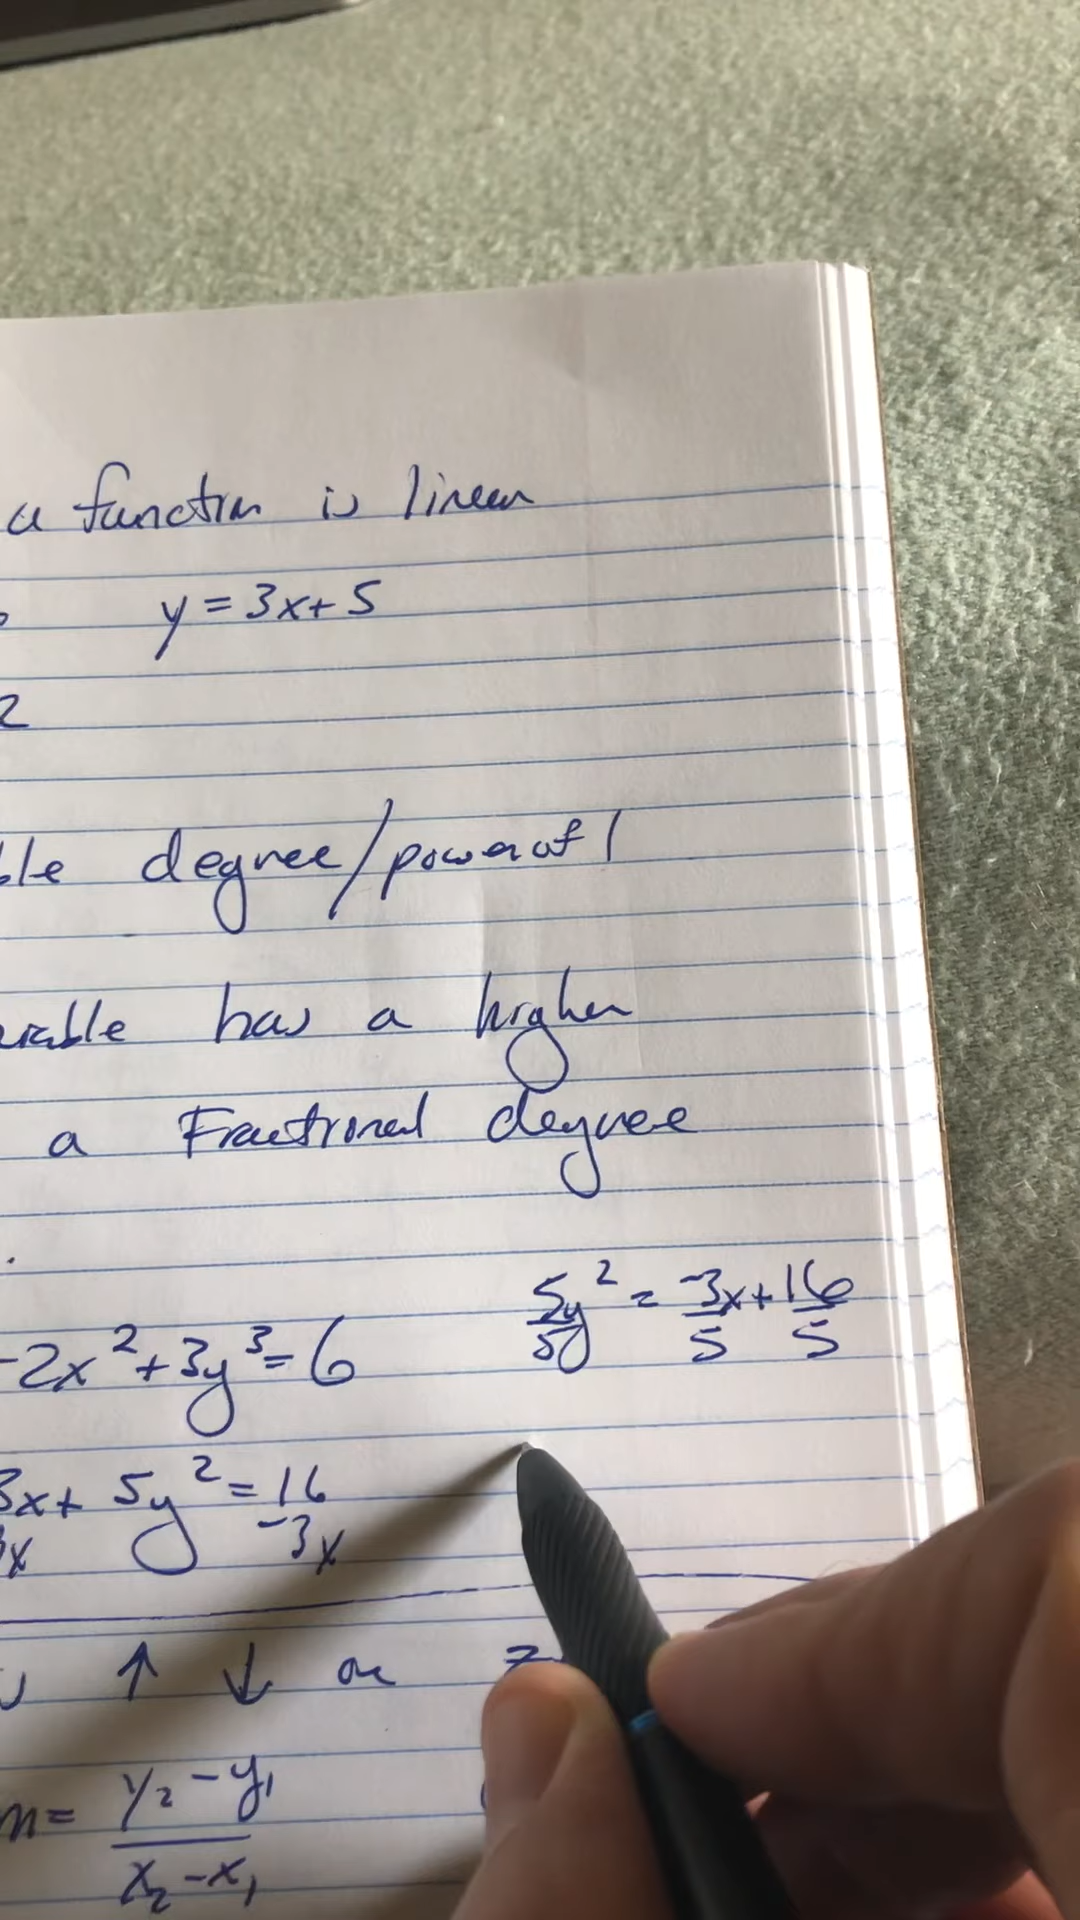 a function is linear
y = 3x + 5
2
ble degree/power of 1
riable has a higher
a Fractional degree
-2x² + 3y³ = 6
5y²/5 = -3x/5 + 16/5
3x + 5y² = 16
3x -3x
↑ ↓ or
m = y₂ - y₁ / x₂ - x₁